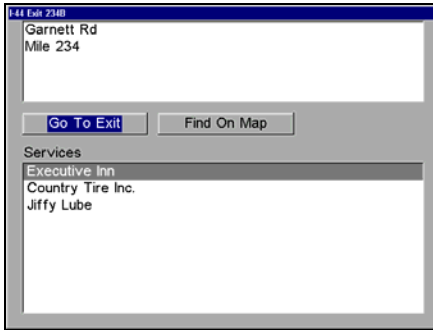 I-44 Exit 234B
Garnett Rd
Mile 234
Go To Exit Find On Map
Services
Executive Inn
Country Tire Inc.
Jiffy Lube